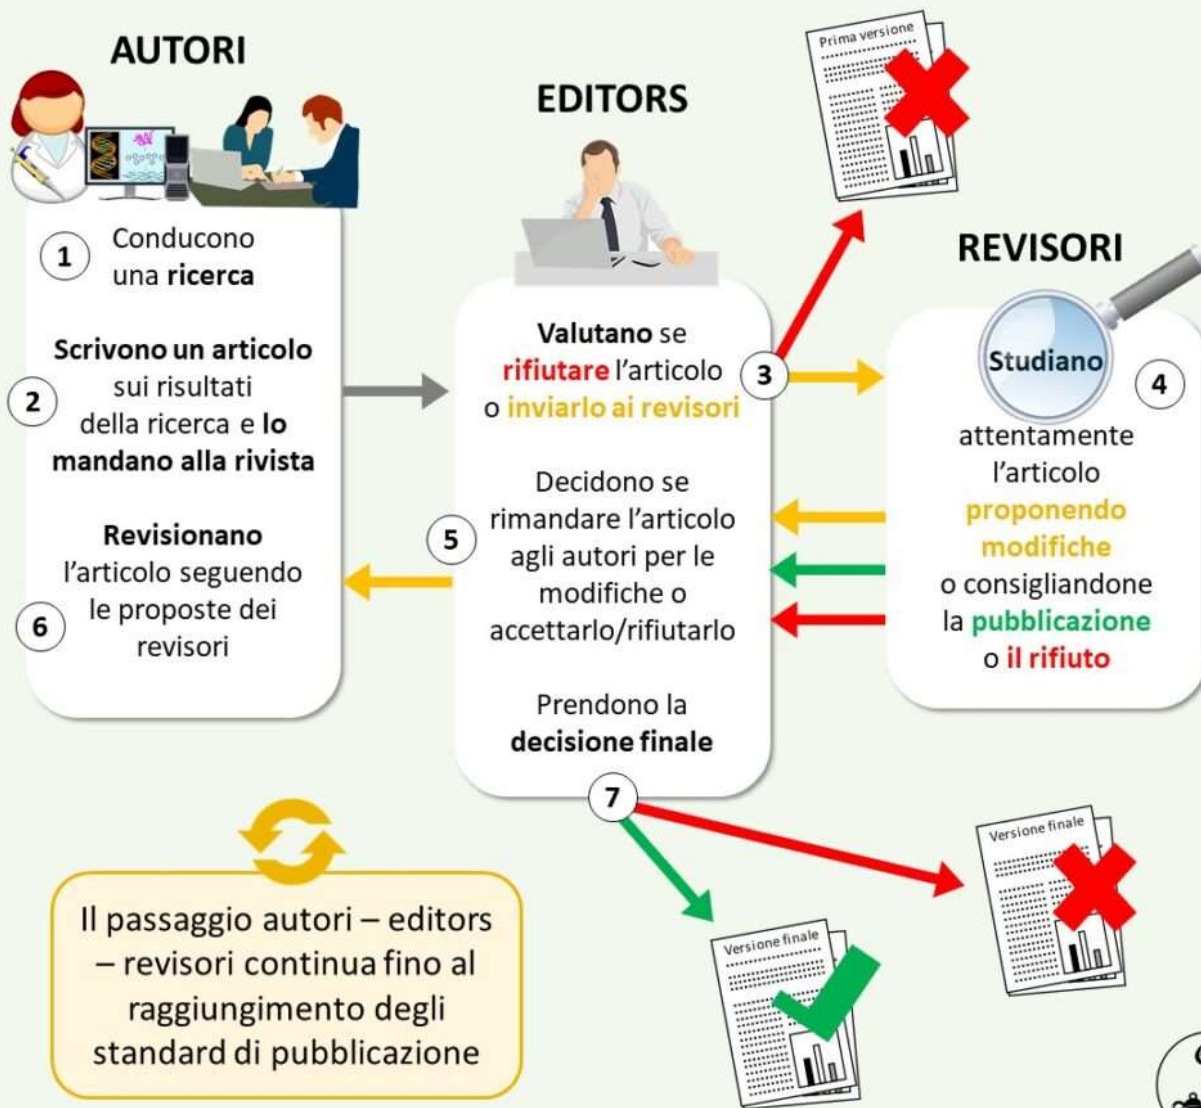 AUTORI
1
Conducono
una ricerca
2
Scrivono un articolo
sui risultati
della ricerca e lo
mandano alla rivista
Revisionano
l'articolo seguendo
le proposte dei
revisori
6
EDITORS
Valutano se
rifiutare l'articolo
o inviarlo ai revisori
3
Decidono se
rimandare l'articolo
agli autori per le
modifiche o
accettarlo/rifiutarlo
5
Prendono la
decisione finale
7
Prima versione
REVISORI
Studiano
4
attentamente
l'articolo
proponendo
modifiche
o consigliandone
la pubblicazione
o il rifiuto
Il passaggio autori – editors
– revisori continua fino al
raggiungimento degli
standard di pubblicazione
Versione finale
Versione finale